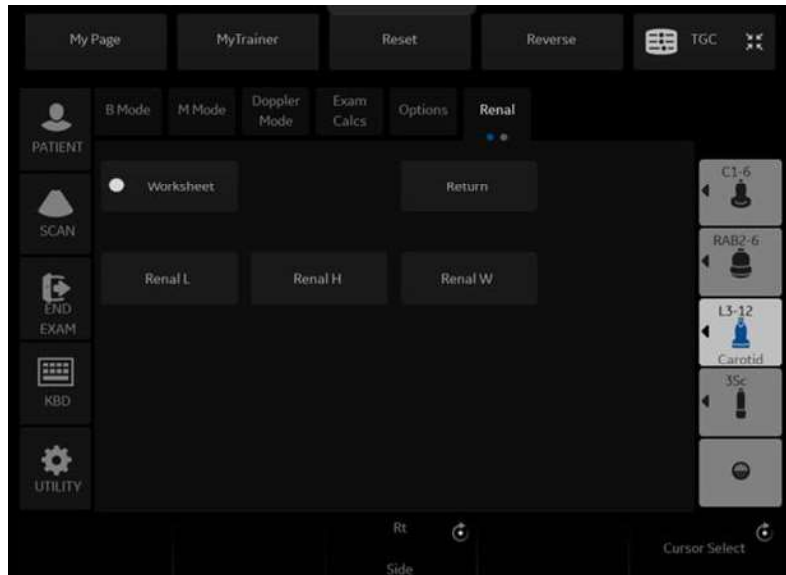 My Page
MyTrainer
Reset
Reverse
TGC
PATIENT
B Mode
M Mode
Doppler
Mode
Exam
Calcs
Options
Renal
Worksheet
Return
C1-6
SCAN
RAB2-6
Renal L
Renal H
Renal W
END
EXAM
L3-12
Carotid
KBD
3Sc
UTILITY
Rt
Side
Cursor Select